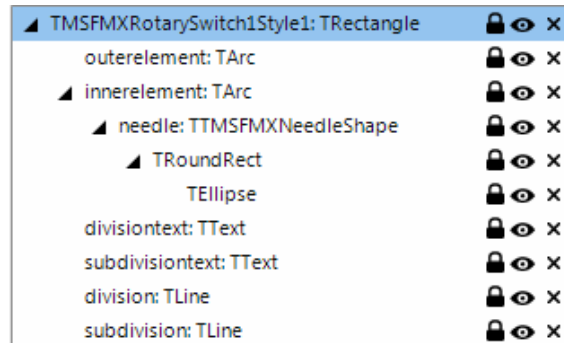 TMSFMXRotarySwitch1Style1: TRectangle
outerelement: TArc
innerelement: TArc
needle: TTMSFMXNeedleShape
TRoundRect
TEllipse
divisiontext: TText
subdivisiontext: TText
division: TLine
subdivision: TLine